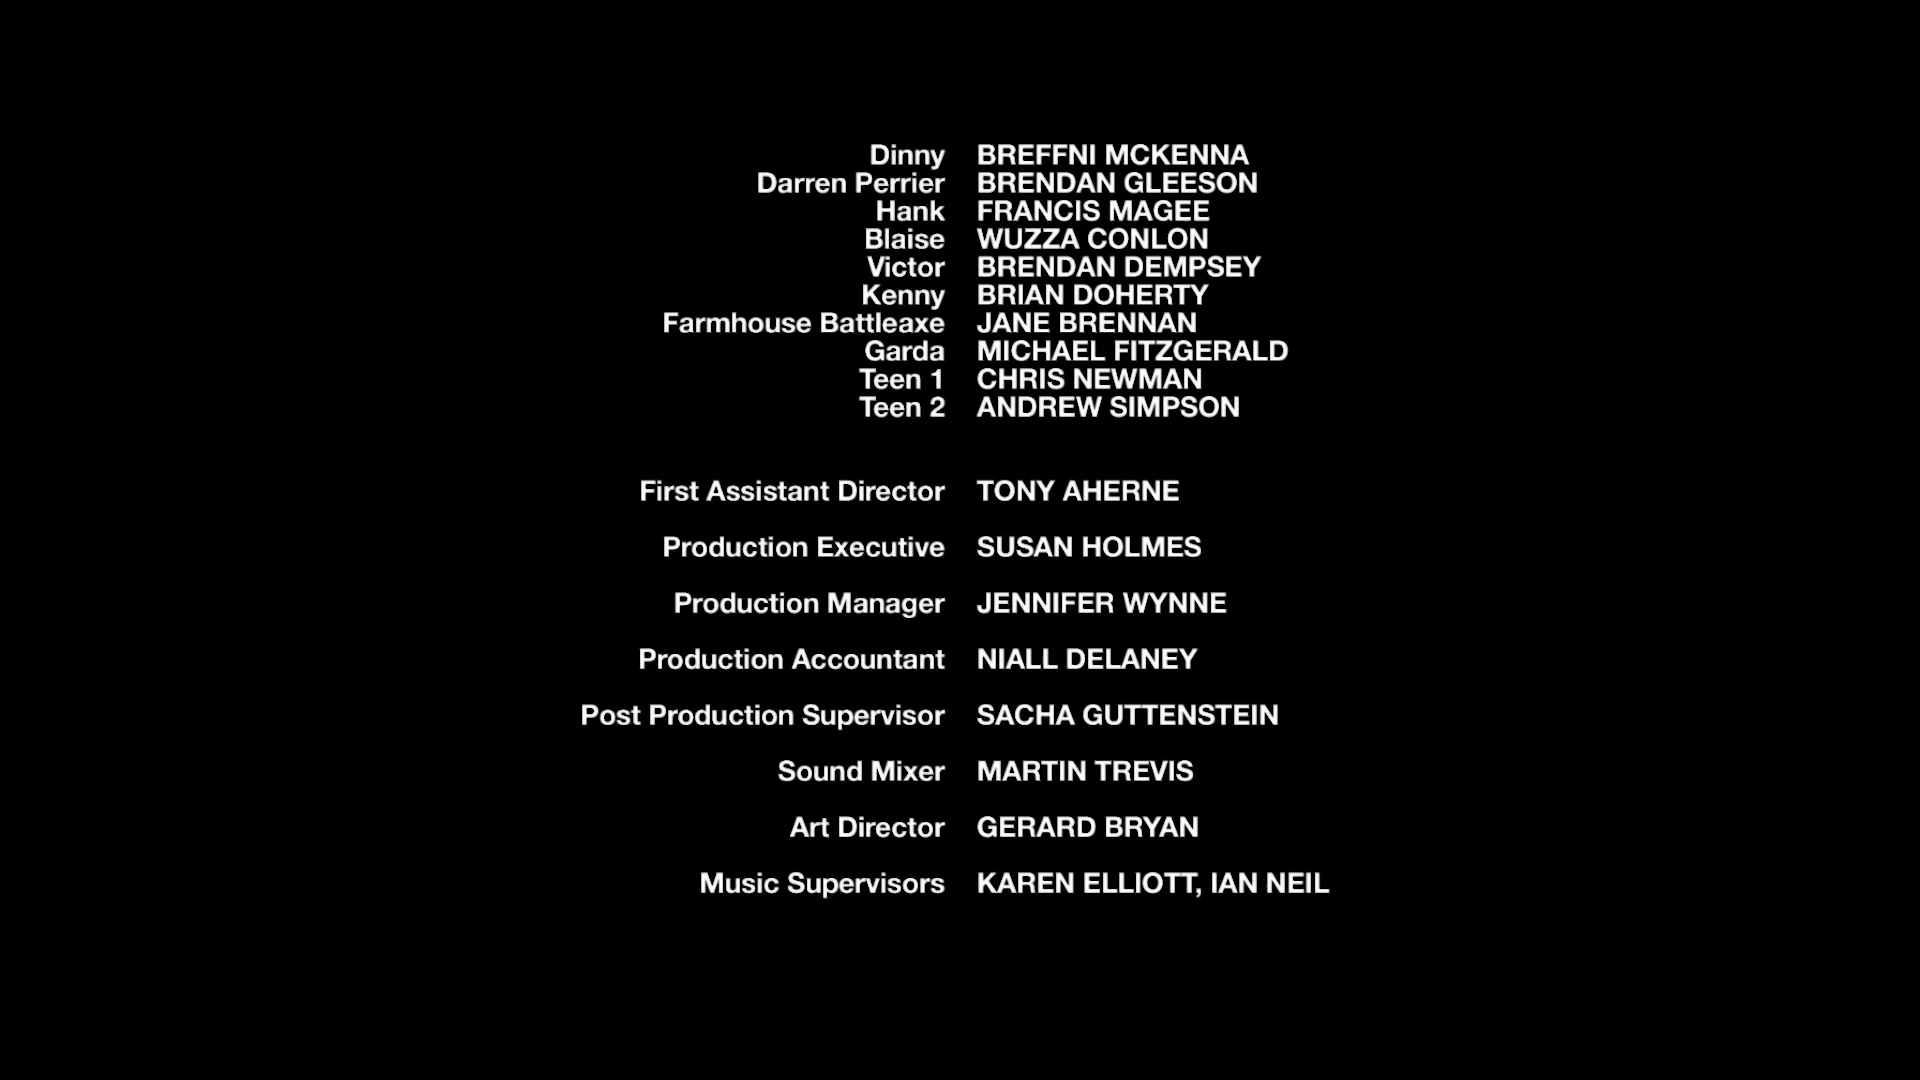 Dinny BREFFNI MCKENNA
Darren Perrier BRENDAN GLEESON
Hank FRANCIS MAGEE
Blaise WUZZA CONLON
Victor BRENDAN DEMPSEY
Kenny BRIAN DOHERTY
Farmhouse Battleaxe JANE BRENNAN
Garda MICHAEL FITZGERALD
Teen 1 CHRIS NEWMAN
Teen 2 ANDREW SIMPSON
First Assistant Director TONY AHERNE
Production Executive SUSAN HOLMES
Production Manager JENNIFER WYNNE
Production Accountant NIALL DELANEY
Post Production Supervisor SACHA GUTTENSTEIN
Sound Mixer MARTIN TREVIS
Art Director GERARD BRYAN
Music Supervisors KAREN ELLIOTT, IAN NEIL